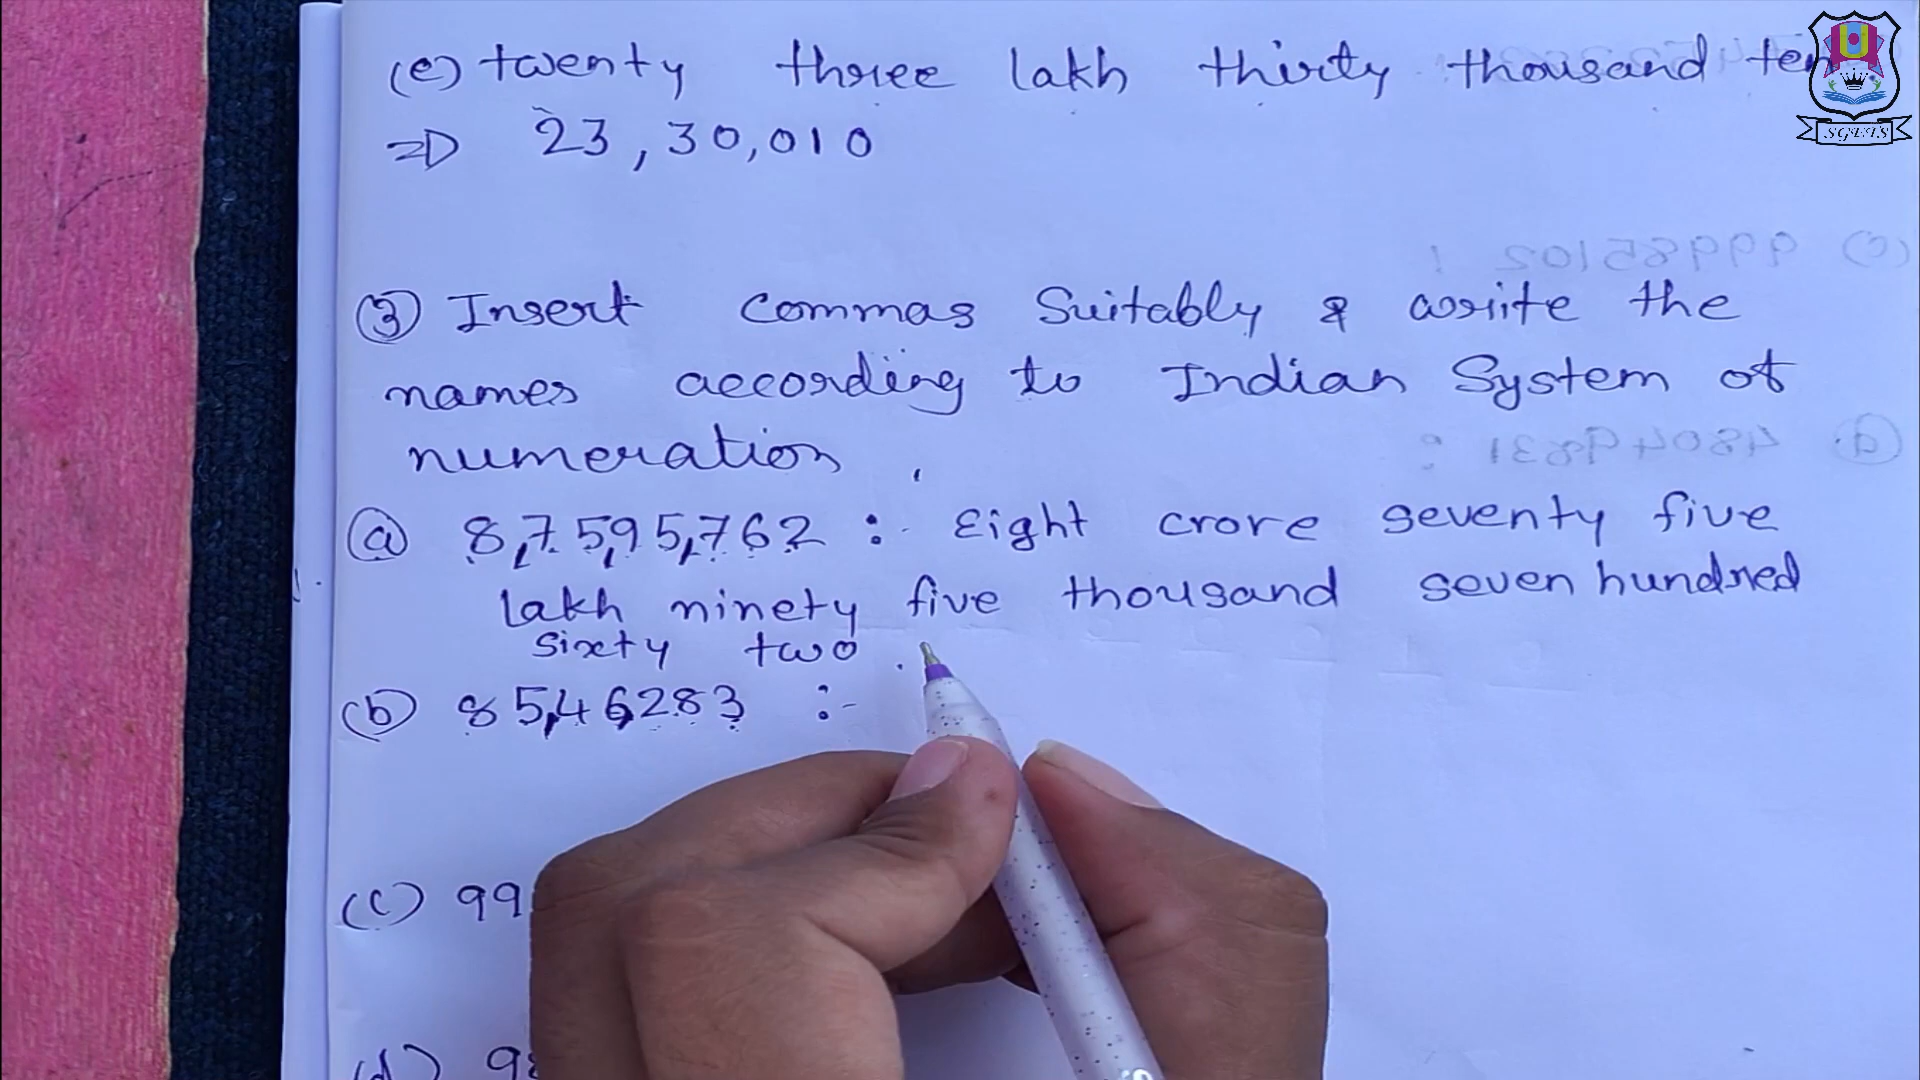 (e) twenty three lakh thirty thousand ten
⇒ 23,30,010
③ Insert commas Suitably & write the
names according to Indian System of
numeration.
ⓐ 8,75,95,762 :- Eight crore seventy five
lakh ninety five thousand seven hundred
sixty two.
ⓑ 85,46,283 :-
(c) 99
(d) 98
SGEIS